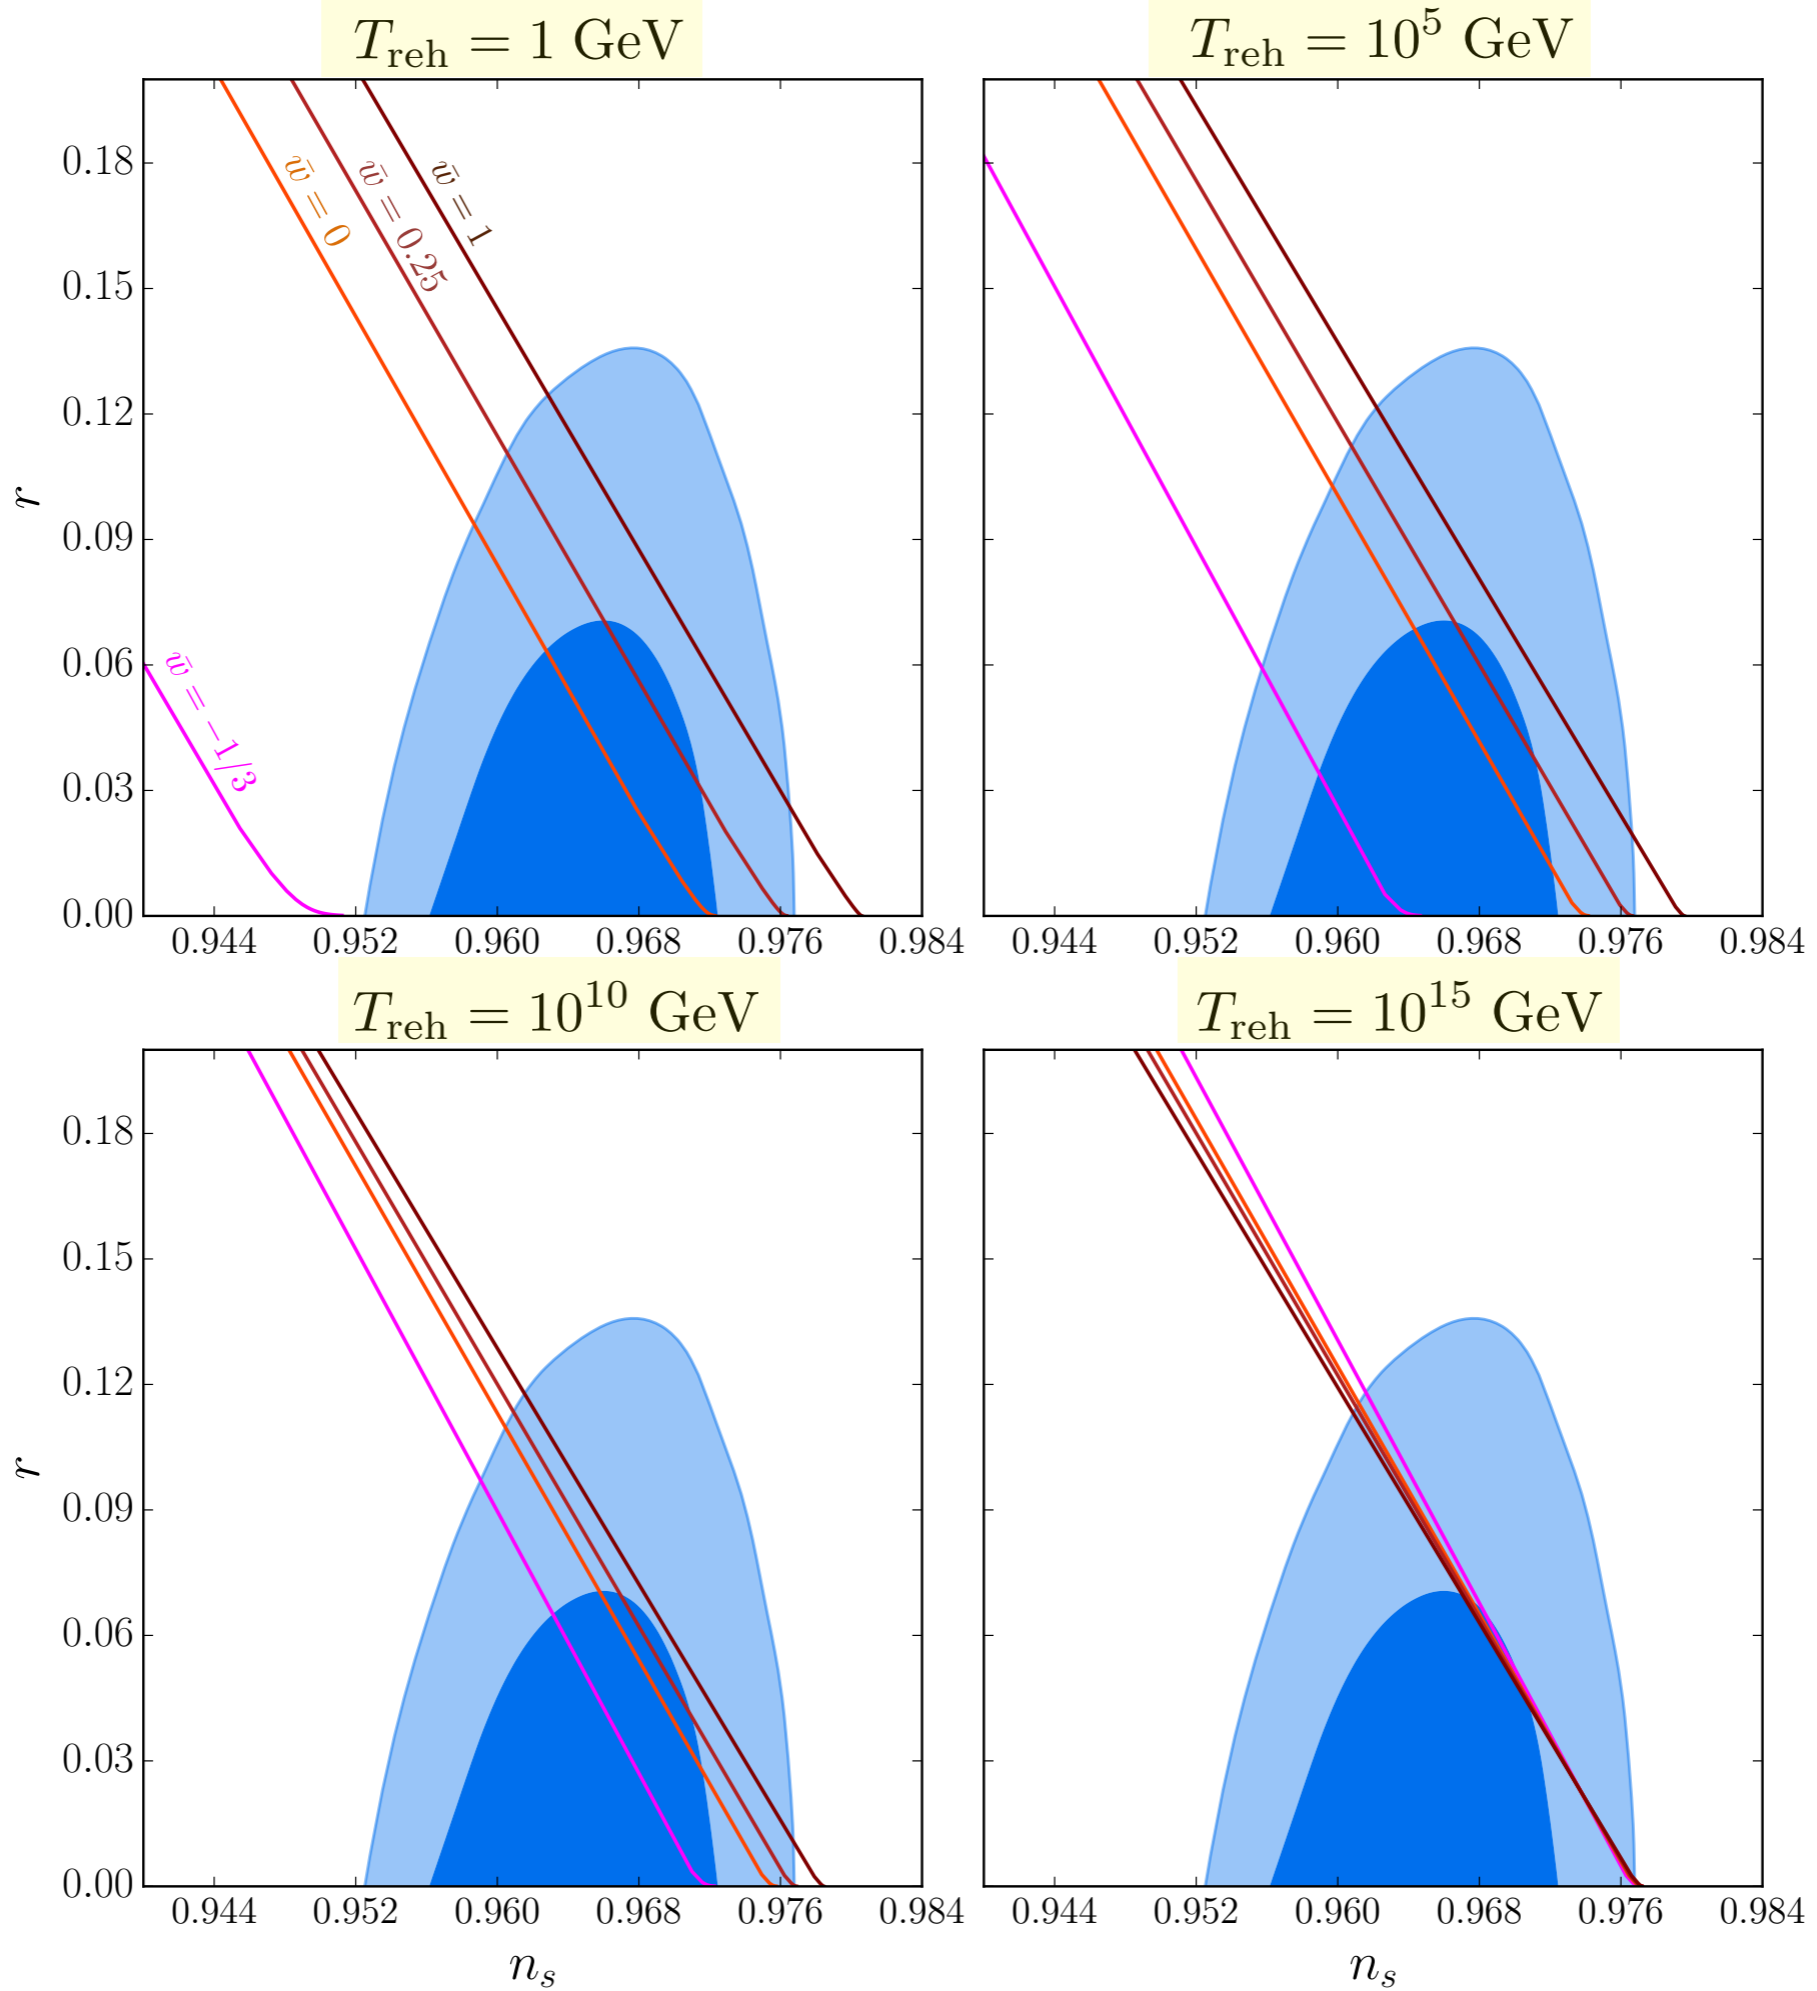 T_reh = 1 GeV
T_reh = 10^5 GeV
r
0.18
0.15
0.12
0.09
0.06
0.03
0.00
w̄ = 0
w̄ = 0.25
w̄ = 1
w̄ = −1/3
0.944 0.952 0.960 0.968 0.976 0.984
0.944 0.952 0.960 0.968 0.976 0.984
T_reh = 10^10 GeV
T_reh = 10^15 GeV
r
0.18
0.15
0.12
0.09
0.06
0.03
0.00
0.944 0.952 0.960 0.968 0.976 0.984
0.944 0.952 0.960 0.968 0.976 0.984
n_s
n_s